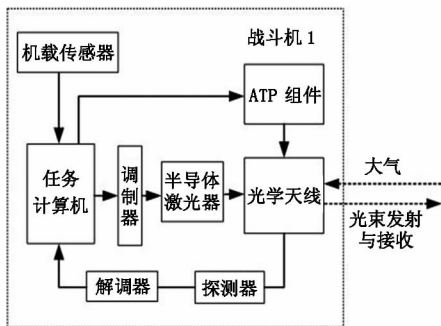 战斗机 1
机载传感器
ATP 组件
任务
计算机
调
制
器
半导体
激光器
光学天线
大气
光束发射
与接收
解调器
探测器